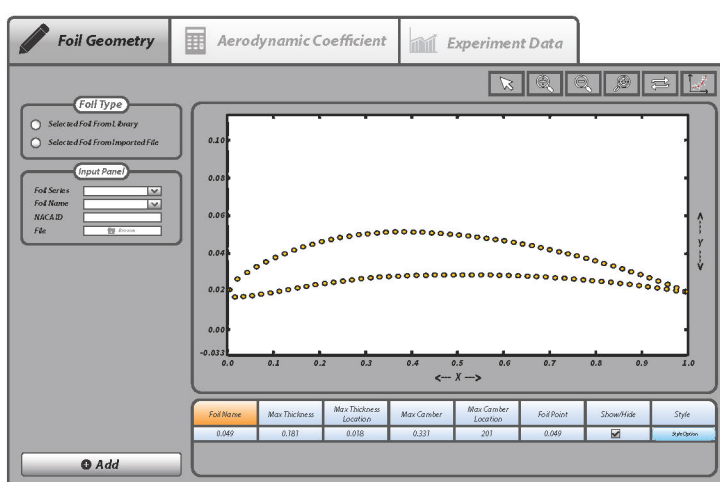 Foil Geometry
Aerodynamic Coefficient
Experiment Data
Foil Type
Selected Foil From Library
Selected Foil From Imported File
Input Panel
Foil Series
Foil Name
NACA ID
File
Browse
Add
0.10
0.08
0.06
0.04
0.02
0.00
-0.033
0.0 0.1 0.2 0.3 0.4 0.5 0.6 0.7 0.8 0.9 1.0
<--- X --->
<--- Y --->
Foil Name Max Thickness Max Thickness Location Max Camber Max Camber Location Foil Point Show/Hide Style
0.049 0.181 0.018 0.331 201 0.049 Style Option